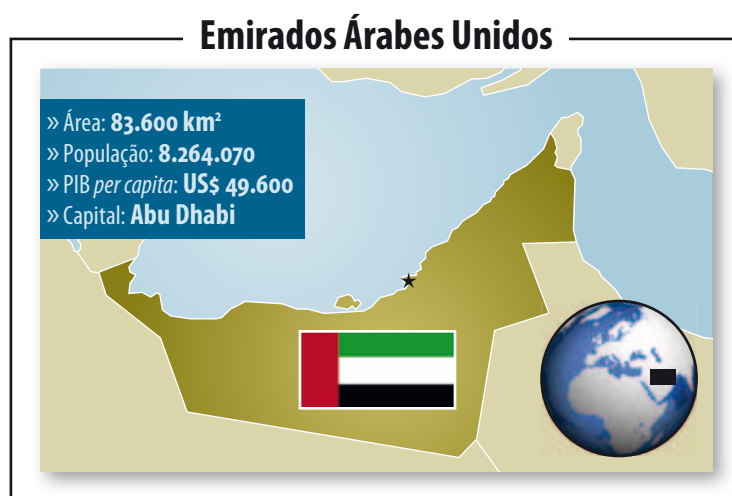 Emirados Árabes Unidos
» Área: 83.600 km²
» População: 8.264.070
» PIB per capita: US$ 49.600
» Capital: Abu Dhabi